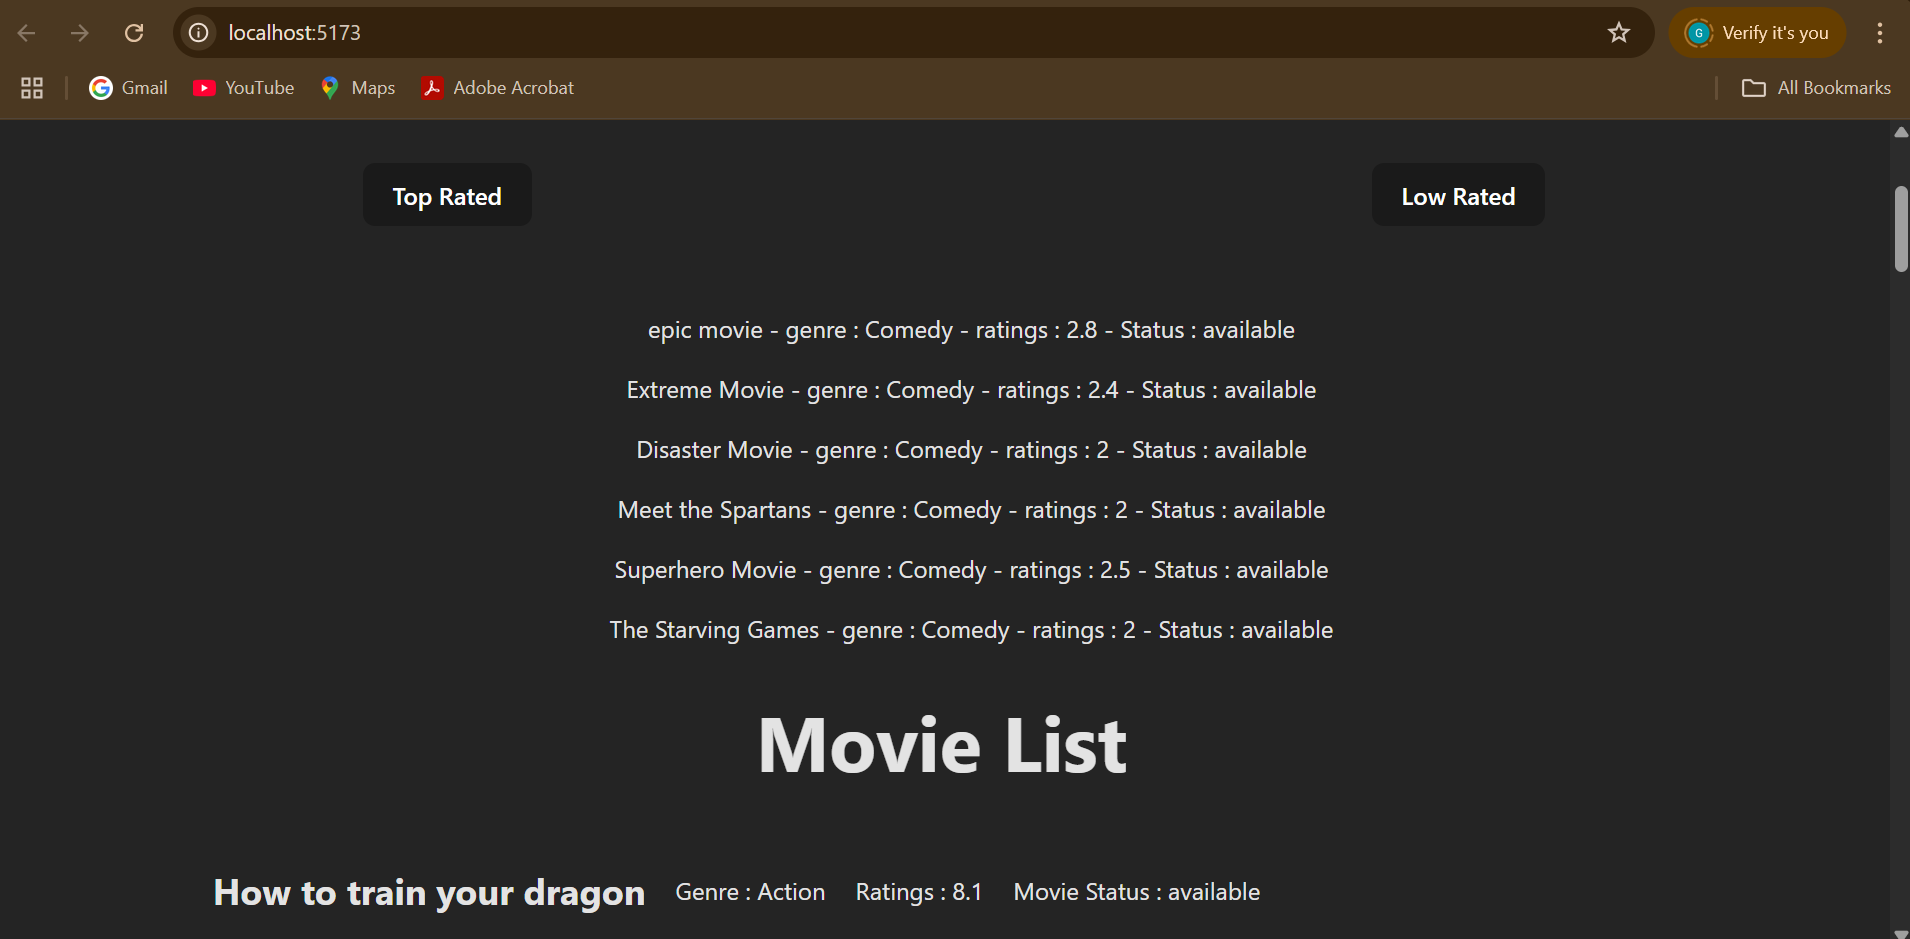 localhost:5173
G
Verify it's you
Gmail
YouTube
Maps
Adobe Acrobat
All Bookmarks
Top Rated
Low Rated
epic movie - genre : Comedy - ratings : 2.8 - Status : available
Extreme Movie - genre : Comedy - ratings : 2.4 - Status : available
Disaster Movie - genre : Comedy - ratings : 2 - Status : available
Meet the Spartans - genre : Comedy - ratings : 2 - Status : available
Superhero Movie - genre : Comedy - ratings : 2.5 - Status : available
The Starving Games - genre : Comedy - ratings : 2 - Status : available
Movie List
How to train your dragon Genre : Action Ratings : 8.1 Movie Status : available